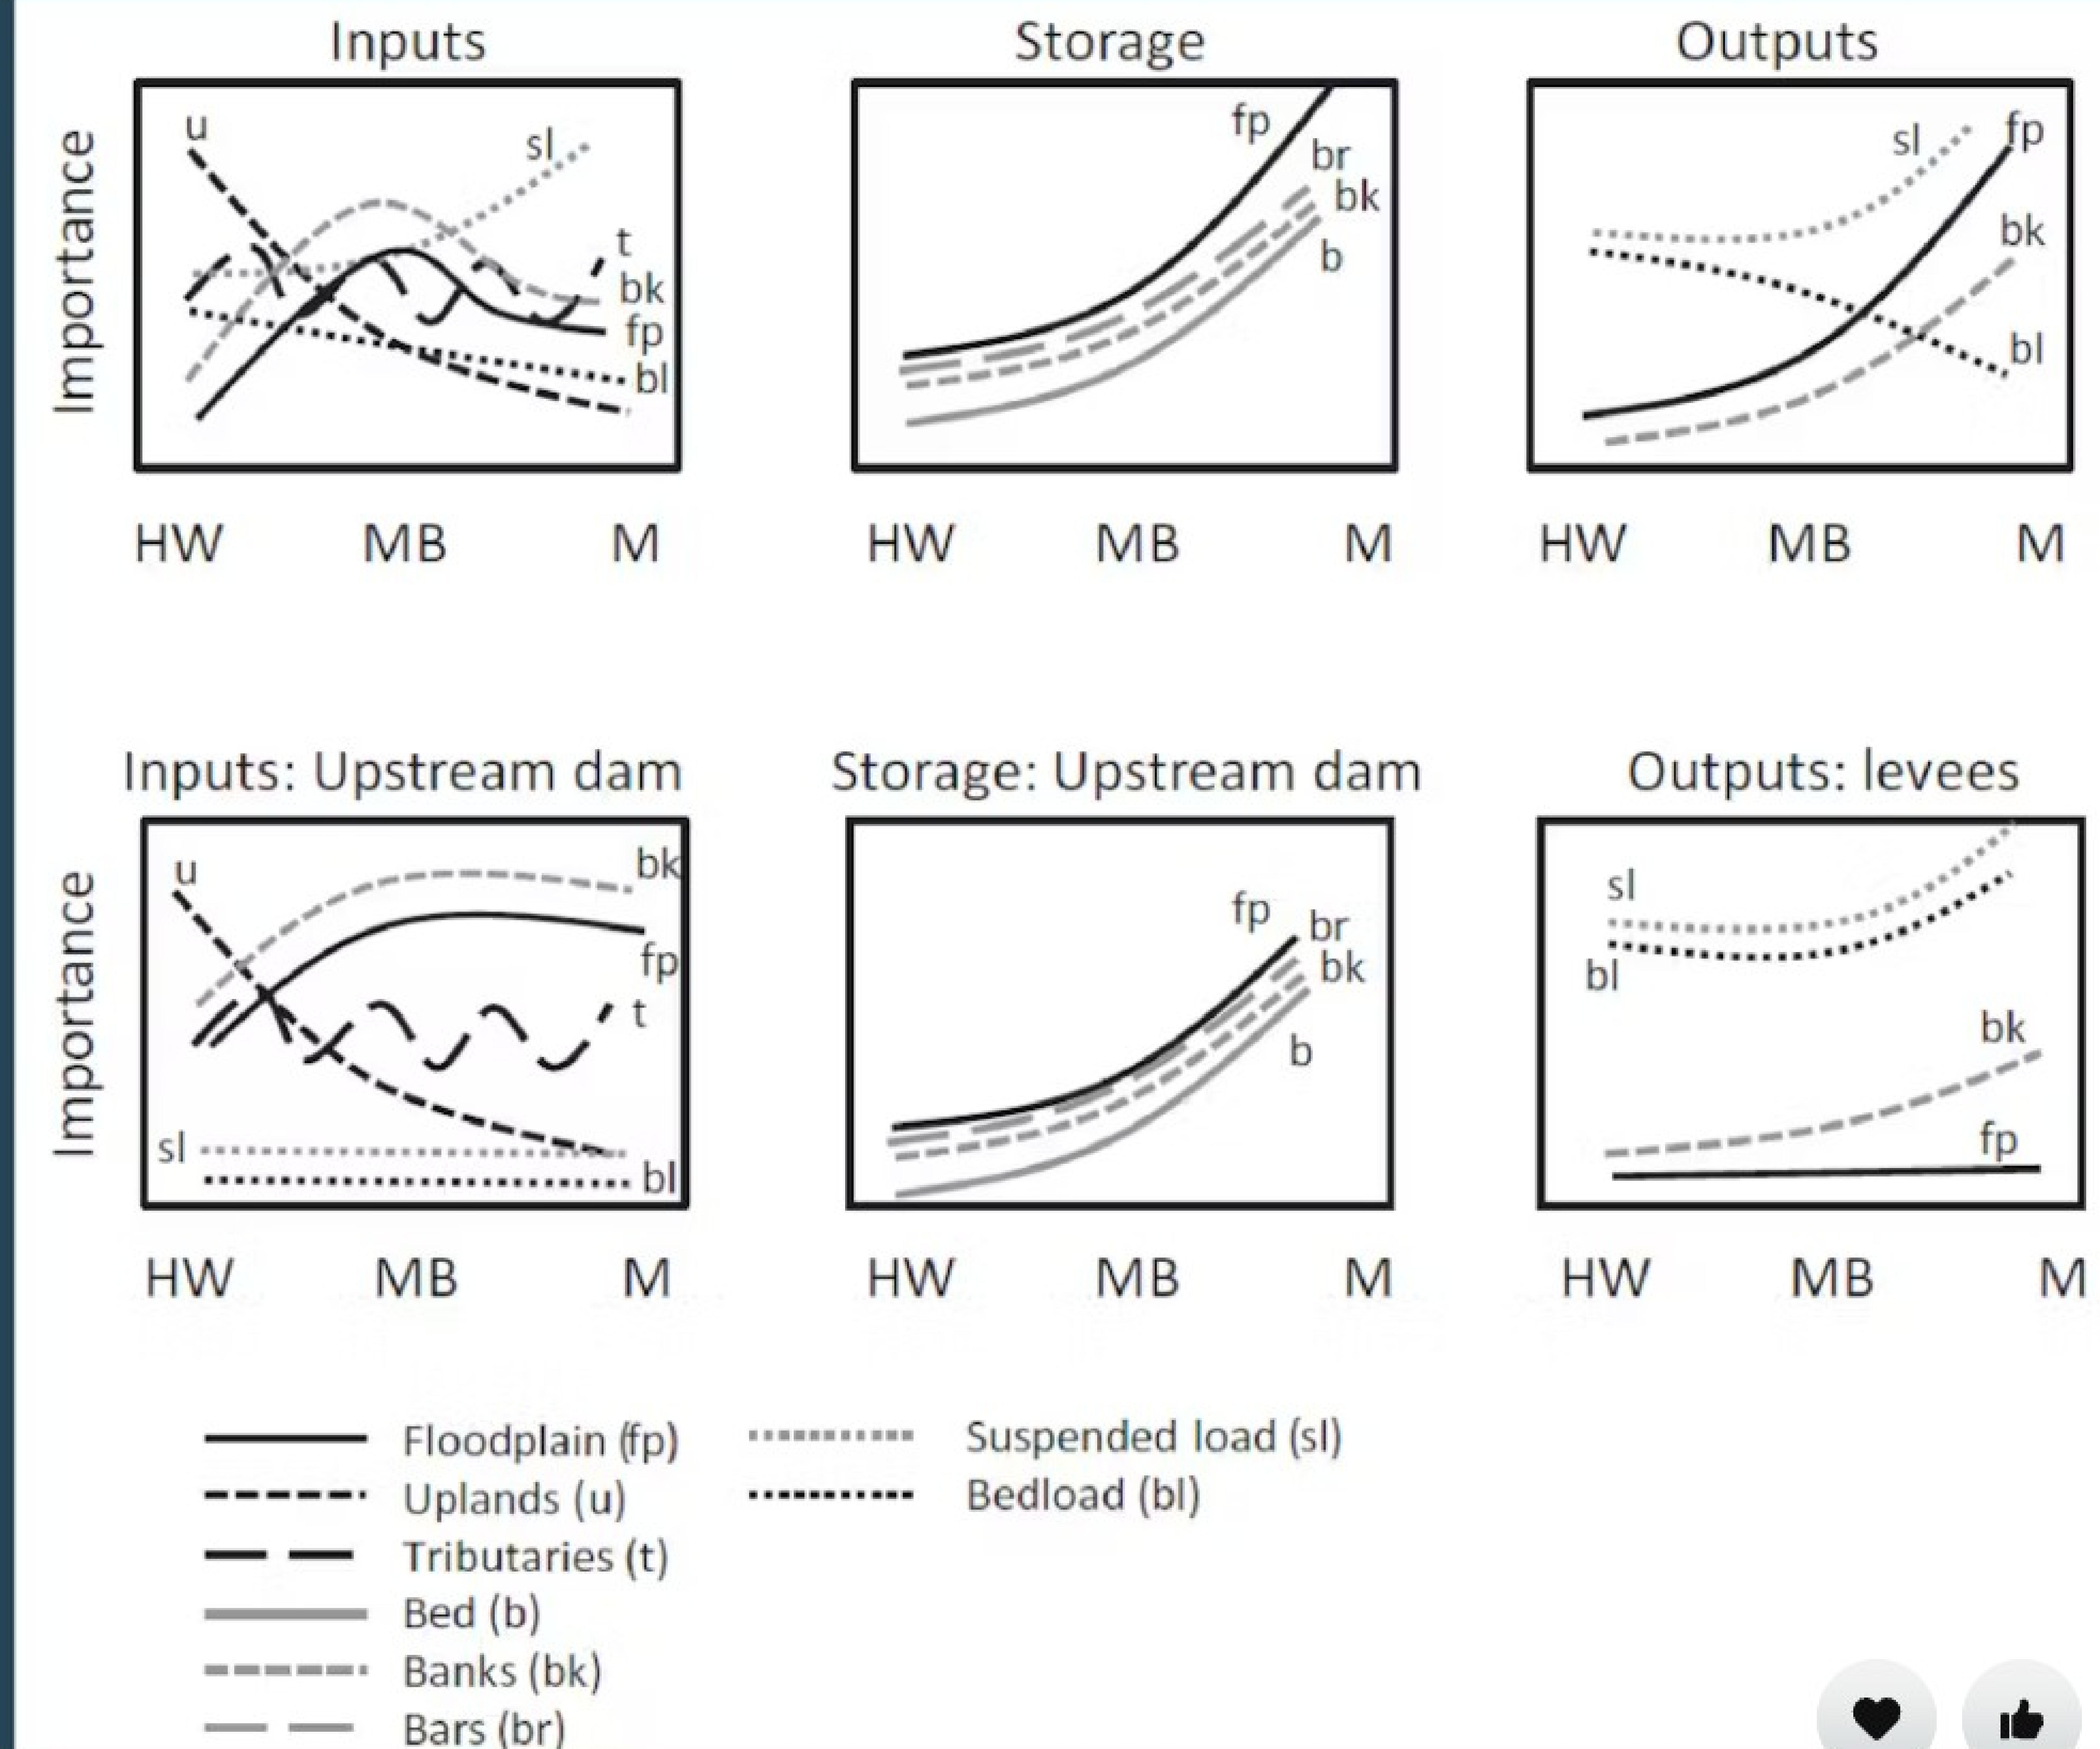 Inputs
Storage
Outputs
Importance
u
sl
t
bk
fp
bl
fp
br
bk
b
sl
fp
bk
bl
HW MB M
HW MB M
HW MB M
Inputs: Upstream dam
Storage: Upstream dam
Outputs: levees
Importance
u
bk
fp
t
sl
bl
fp
br
bk
b
sl
bl
bk
fp
HW MB M
HW MB M
HW MB M
Floodplain (fp)
Uplands (u)
Tributaries (t)
Bed (b)
Banks (bk)
Bars (br)
Suspended load (sl)
Bedload (bl)